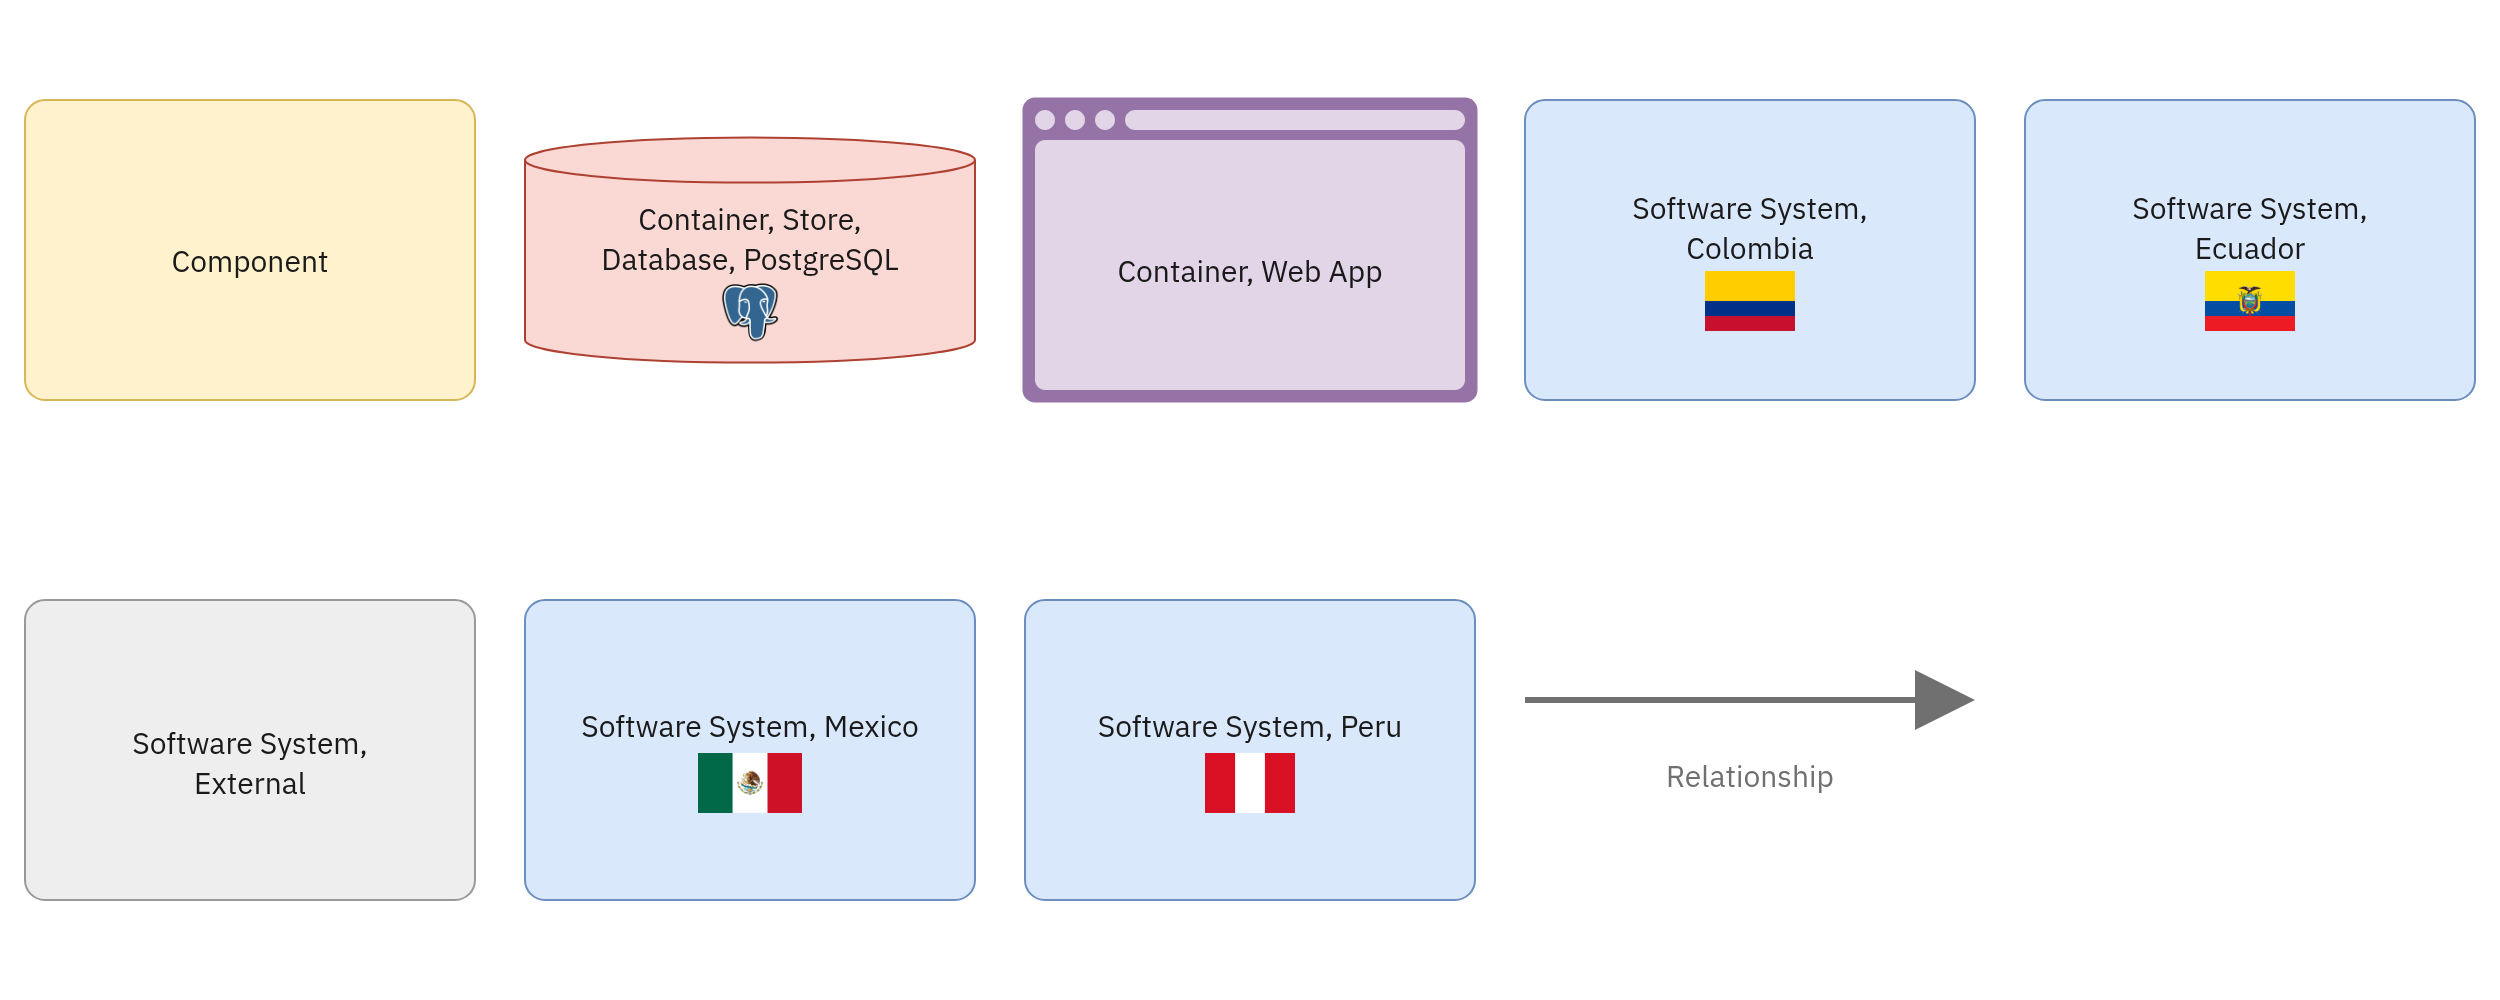 Component
Container, Store,
Database, PostgreSQL
Container, Web App
Software System,
Colombia
Software System,
Ecuador
Software System,
External
Software System, Mexico
Software System, Peru
Relationship